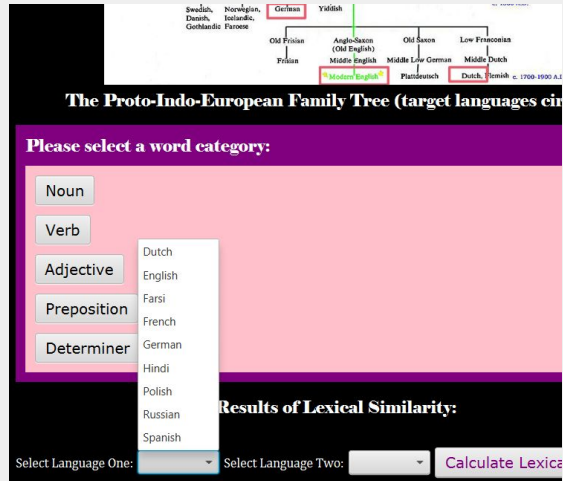 Swedish, Norwegian, German Yiddish
Danish, Icelandic,
Gothlandic Faroese
Old Frisian Anglo-Saxon Old Saxon Low Franconian
(Old English)
Frisian Middle English Middle Low German Middle Dutch
Modern English Plattdeutsch Dutch, Flemish c. 1700-1900 A.D
The Proto-Indo-European Family Tree (target languages cir
Please select a word category:
Noun
Verb
Adjective
Preposition
Determiner
Dutch
English
Farsi
French
German
Hindi
Polish
Russian
Spanish
Results of Lexical Similarity:
Select Language One: Select Language Two: Calculate Lexica